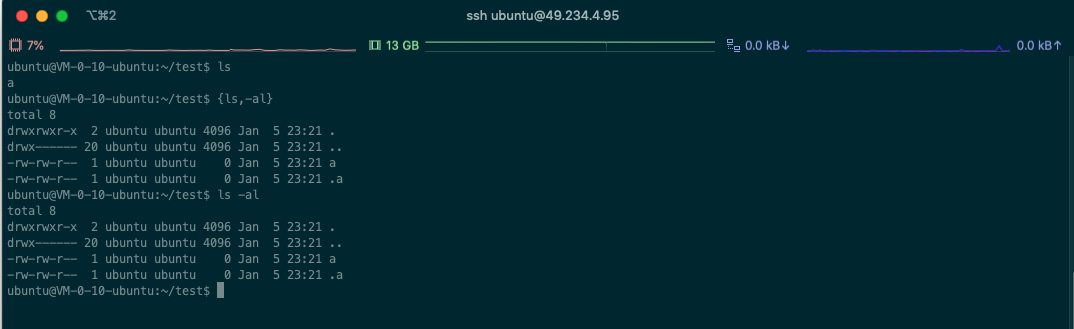 ⌥⌘2 ssh ubuntu@49.234.4.95
7% 13 GB 0.0 kB↓ 0.0 kB↑
ubuntu@VM-0-10-ubuntu:~/test$ ls
a
ubuntu@VM-0-10-ubuntu:~/test$ {ls,-al}
total 8
drwxrwxr-x  2 ubuntu ubuntu 4096 Jan  5 23:21 .
drwx------ 20 ubuntu ubuntu 4096 Jan  5 23:21 ..
-rw-rw-r--  1 ubuntu ubuntu    0 Jan  5 23:21 a
-rw-rw-r--  1 ubuntu ubuntu    0 Jan  5 23:21 .a
ubuntu@VM-0-10-ubuntu:~/test$ ls -al
total 8
drwxrwxr-x  2 ubuntu ubuntu 4096 Jan  5 23:21 .
drwx------ 20 ubuntu ubuntu 4096 Jan  5 23:21 ..
-rw-rw-r--  1 ubuntu ubuntu    0 Jan  5 23:21 a
-rw-rw-r--  1 ubuntu ubuntu    0 Jan  5 23:21 .a
ubuntu@VM-0-10-ubuntu:~/test$